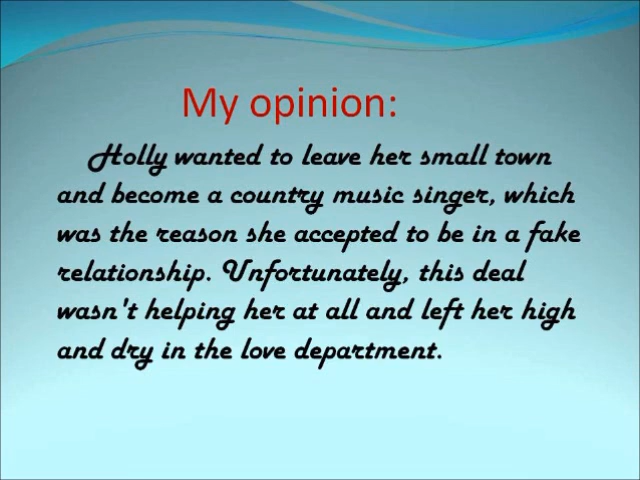 My opinion:
Holly wanted to leave her small town
and become a country music singer, which
was the reason she accepted to be in a fake
relationship. Unfortunately, this deal
wasn't helping her at all and left her high
and dry in the love department.